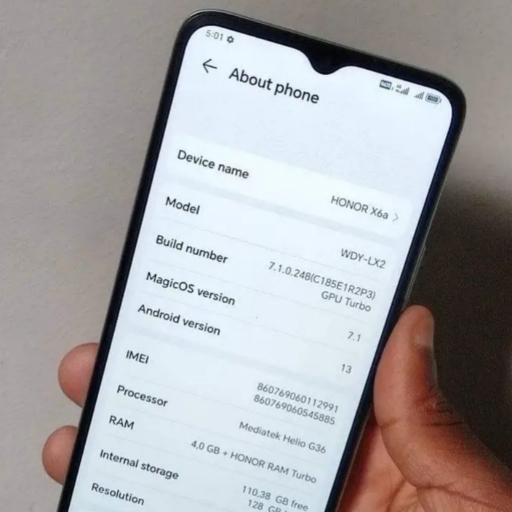 5:01
About phone
Device name
HONOR X6a
Model
WDY-LX2
Build number
7.1.0.248(C185E1R2P3)
GPU Turbo
MagicOS version
7.1
Android version
13
IMEI
860769060112991
860769060545885
Processor
Mediatek Helio G36
RAM
4.0 GB + HONOR RAM Turbo
Internal storage
110.38 GB free
128 GB
Resolution